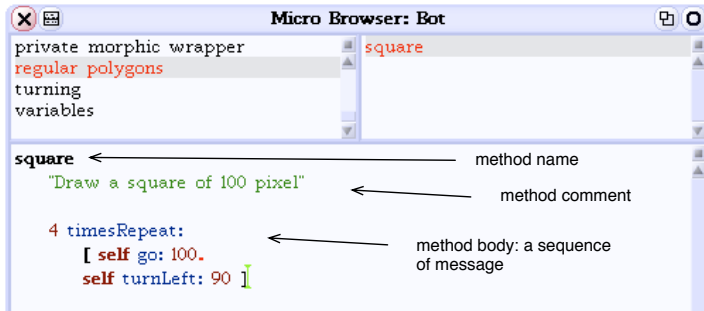 Micro Browser: Bot
private morphic wrapper
regular polygons
turning
variables
square
square
"Draw a square of 100 pixel"
4 timesRepeat:
[ self go: 100.
self turnLeft: 90 ]
method name
method comment
method body: a sequence
of message